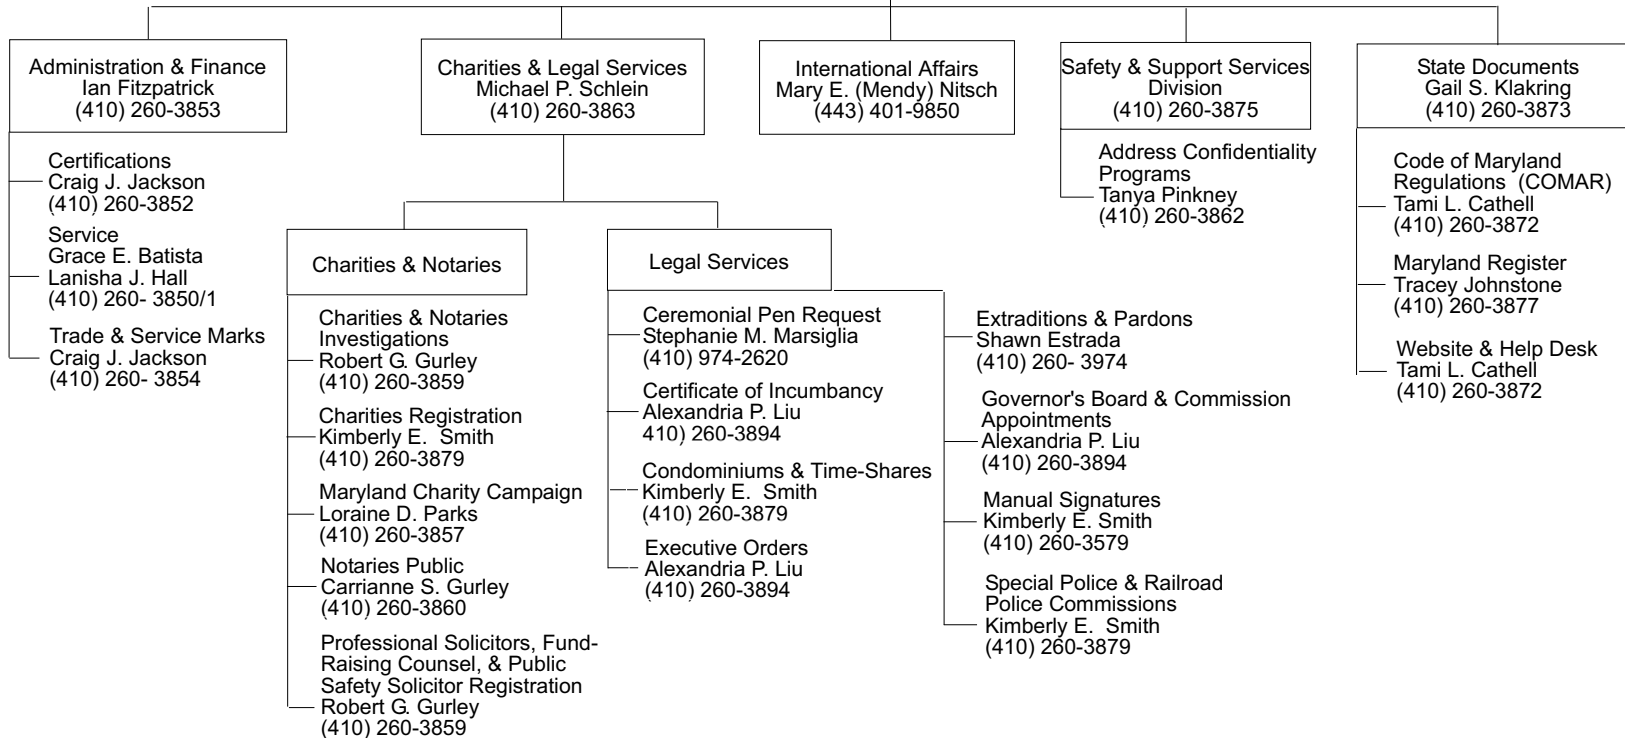 Administration & Finance
Ian Fitzpatrick
(410) 260-3853
Charities & Legal Services
Michael P. Schlein
(410) 260-3863
International Affairs
Mary E. (Mendy) Nitsch
(443) 401-9850
Safety & Support Services
Division
(410) 260-3875
State Documents
Gail S. Klakring
(410) 260-3873
Certifications
Craig J. Jackson
(410) 260-3852
Service
Grace E. Batista
Lanisha J. Hall
(410) 260- 3850/1
Trade & Service Marks
Craig J. Jackson
(410) 260- 3854
Charities & Notaries
Charities & Notaries
Investigations
Robert G. Gurley
(410) 260-3859
Charities Registration
Kimberly E.  Smith
(410) 260-3879
Maryland Charity Campaign
Loraine D. Parks
(410) 260-3857
Notaries Public
Carrianne S. Gurley
(410) 260-3860
Professional Solicitors, Fund-
Raising Counsel, & Public
Safety Solicitor Registration
Robert G. Gurley
(410) 260-3859
Legal Services
Ceremonial Pen Request
Stephanie M. Marsiglia
(410) 974-2620
Certificate of Incumbancy
Alexandria P. Liu
410) 260-3894
Condominiums & Time-Shares
Kimberly E.  Smith
(410) 260-3879
Executive Orders
Alexandria P. Liu
(410) 260-3894
Extraditions & Pardons
Shawn Estrada
(410) 260- 3974
Governor's Board & Commission
Appointments
Alexandria P. Liu
(410) 260-3894
Manual Signatures
Kimberly E. Smith
(410) 260-3579
Special Police & Railroad
Police Commissions
Kimberly E.  Smith
(410) 260-3879
Address Confidentiality
Programs
Tanya Pinkney
(410) 260-3862
Code of Maryland
Regulations  (COMAR)
Tami L. Cathell
(410) 260-3872
Maryland Register
Tracey Johnstone
(410) 260-3877
Website & Help Desk
Tami L. Cathell
(410) 260-3872